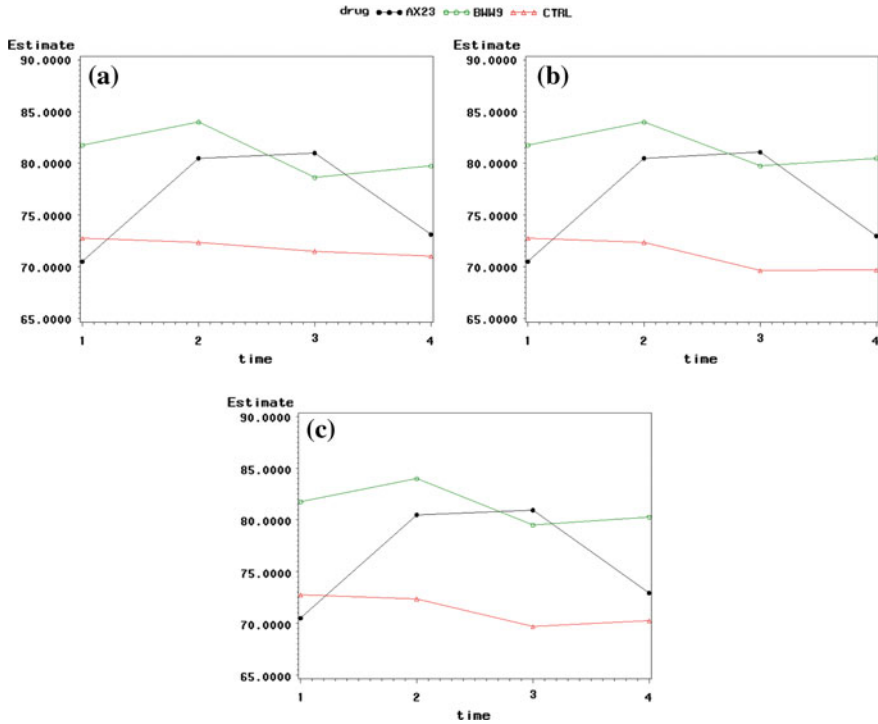 drug AX23 BWW9 CTRL
Estimate
90.0000
(a)
85.0000
80.0000
75.0000
70.0000
65.0000
1 2 3 4
time
Estimate
90.0000
(b)
85.0000
80.0000
75.0000
70.0000
65.0000
1 2 3 4
time
Estimate
90.0000
(c)
85.0000
80.0000
75.0000
70.0000
65.0000
1 2 3 4
time